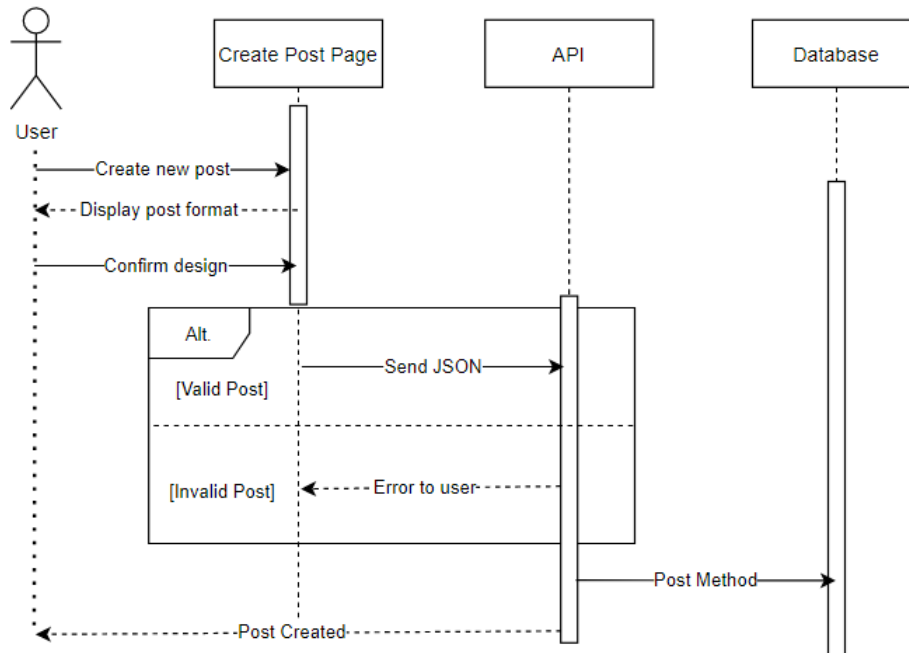 Create Post Page
API
Database
User
Create new post
Display post format
Confirm design
Alt.
Send JSON
[Valid Post]
Error to user
[Invalid Post]
Post Method
Post Created